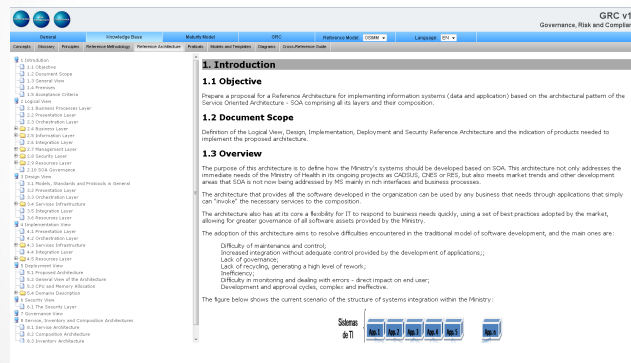 GRC v1
Governance, Risk and Complian
General Knowledge Base Maturity Model GRC Reference Model OSIMM Language EN
Concepts Glossary Principles Reference Methodology Reference Architecture Products Models and Templates Diagrams Cross-Reference Guide
1 Introdution
1.1 Objective
1.2 Document Scope
1.3 General View
1.4 Premises
1.5 Acceptance Criteria
2 Logical View
2.1 Business Processes Layer
2.2 Presentation Layer
2.3 Orchestration Layer
2.4 Business Layer
2.5 Information Layer
2.6 Integration Layer
2.7 Management Layer
2.8 Security Layer
2.9 Resources Layer
2.10 SOA Governance
3 Design View
3.1 Models, Standards and Protocols in General
3.2 Presentation Layer
3.3 Orchestration Layer
3.4 Services Infrastructure
3.5 Integration Layer
3.6 Resources Layer
4 Implementation View
4.1 Presentation Layer
4.2 Orchestration Layer
4.3 Services Infrastructure
4.4 Integration Layer
4.5 Resources Layer
5 Deployment View
5.1 Proposed Architecture
5.2 General View of the Architecture
5.3 CPU and Memory Allocation
5.4 Domains Description
6 Security View
6.1 The Security Layer
7 Governance View
8 Service, Inventory and Composition Architectures
8.1 Service Architecture
8.2 Composition Architecture
8.3 Inventory Architecture
1. Introduction
1.1 Objective
Prepare a proposal for a Reference Architecture for implementing information systems (data and application) based on the architectural pattern of the
Service Oriented Architecture - SOA comprising all its layers and their composition.
1.2 Document Scope
Definition of the Logical View, Design, Implementation, Deployment and Security Reference Architecture and the indication of products needed to
implement the proposed architecture.
1.3 Overview
The purpose of this architecture is to define how the Ministry's systems should be developed based on SOA. This architecture not only addresses the
immediate needs of the Ministry of Health in its ongoing projects as CADSUS, CNES or RES, but also meets market trends and other development
areas that SOA is not now being addressed by MS mainly in rich interfaces and business processes.
The architecture that provides all the software developed in the organization can be used by any business that needs through applications that simply
can "invoke" the necessary services to the composition.
The architecture also has at its core a flexibility for IT to respond to business needs quickly, using a set of best practices adopted by the market,
allowing for greater governance of all software assets provided by the Ministry.
The adoption of this architecture aims to resolve difficulties encountered in the traditional model of software development, and the main ones are:
Difficulty of maintenance and control;
Increased integration without adequate control provided by the development of applications;;
Lack of governance;
Lack of recycling, generating a high level of rework;
Inefficiency;
Difficulty in monitoring and dealing with errors - direct impact on end user;
Development and approval cycles, complex and ineffective.
The figure below shows the current scenario of the structure of systems integration within the Ministry:
Sistemas
de TI
App.1 App.2 App.3 App.4 App.5 App.n